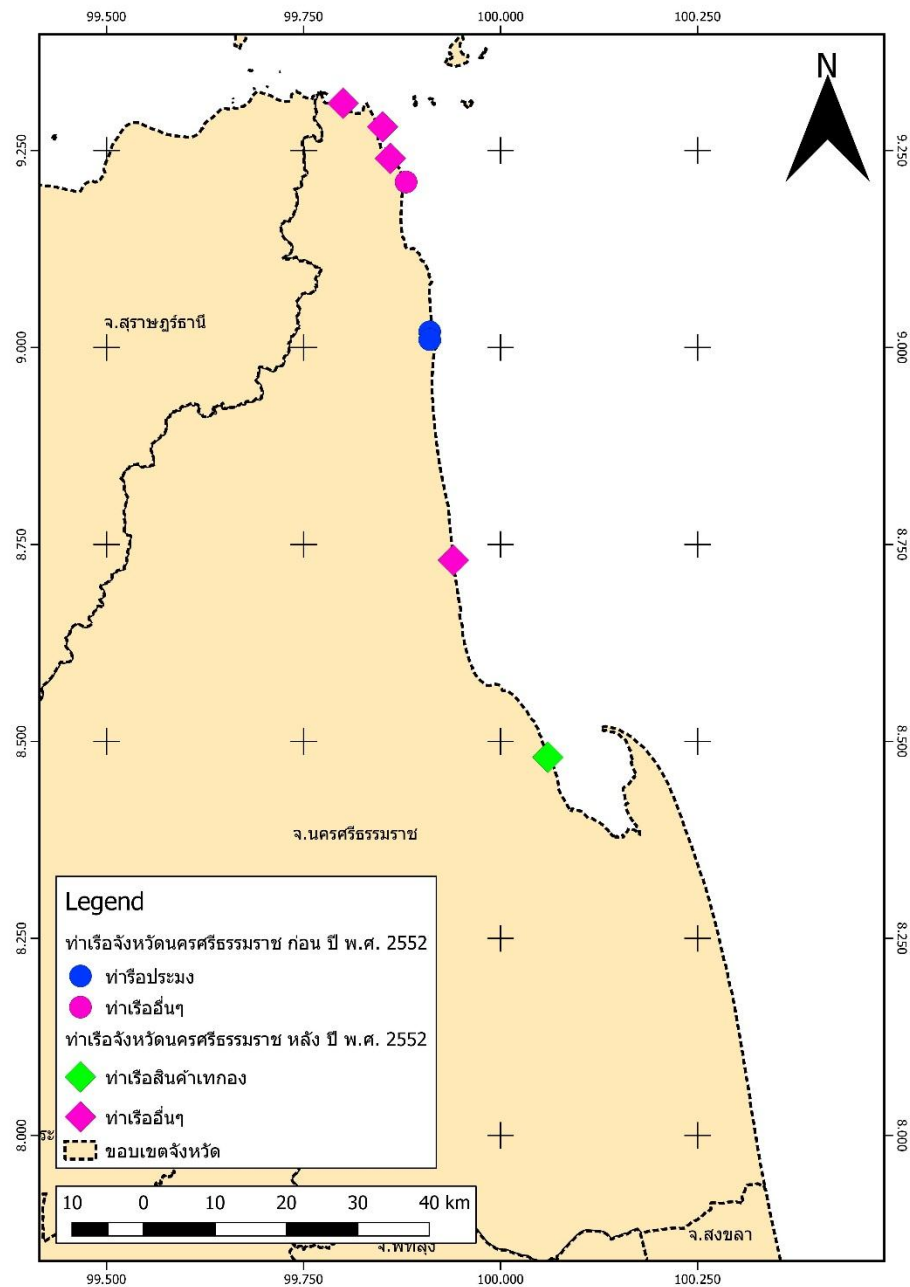 99.500 99.750 100.000 100.250
N
9.250 9.250
จ.สุราษฎร์ธานี
9.000 9.000
8.750 8.750
8.500 8.500
จ.นครศรีธรรมราช
Legend
8.250 8.250
ท่าเรือจังหวัดนครศรีธรรมราช ก่อน ปี พ.ศ. 2552
ท่ารือประมง
ท่าเรืออื่นๆ
ท่าเรือจังหวัดนครศรีธรรมราช หลัง ปี พ.ศ. 2552
ท่าเรือสินค้าเทกอง
ท่าเรืออื่นๆ
8.000 8.000
ขอบเขตจังหวัด
10 0 10 20 30 40 km
จ.สงขลา
จ.พัทลุง
99.500 99.750 100.000 100.250